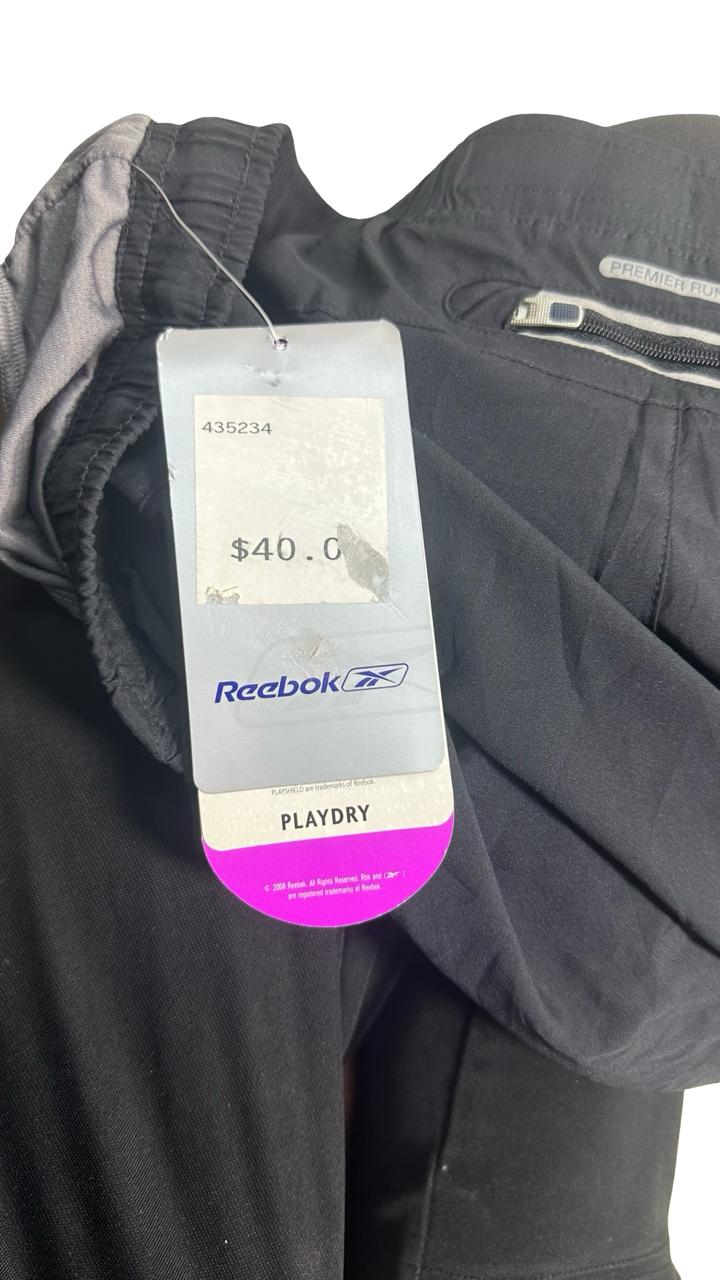 PREMIER RUN
435234
$40.0
Reebok
PLAYSHIELD are trademarks of Reebok.
PLAYDRY
© 2006 Reebok. All Rights Reserved. Rbk and ( )
are registered trademarks of Reebok.